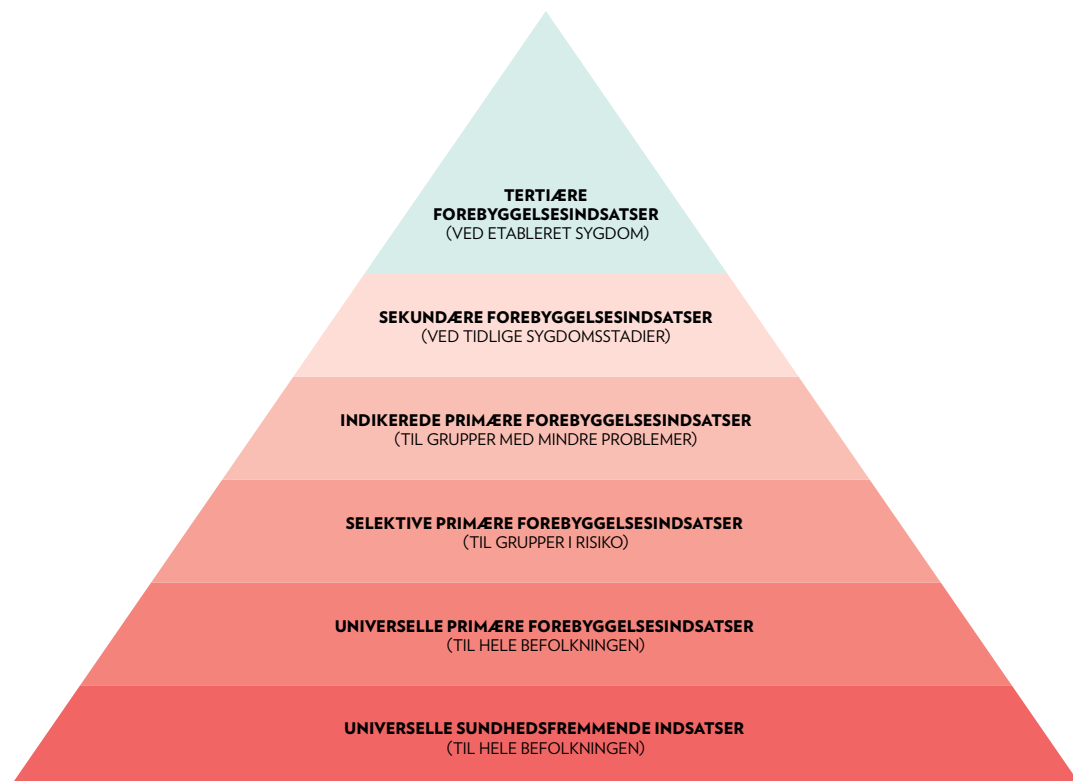 TERTIÆRE
FOREBYGGELSESINDSATSER
(VED ETABLERET SYGDOM)
SEKUNDÆRE FOREBYGGELSESINDSATSER
(VED TIDLIGE SYGDOMSSTADIER)
INDIKEREDE PRIMÆRE FOREBYGGELSESINDSATSER
(TIL GRUPPER MED MINDRE PROBLEMER)
SELEKTIVE PRIMÆRE FOREBYGGELSESINDSATSER
(TIL GRUPPER I RISIKO)
UNIVERSELLE PRIMÆRE FOREBYGGELSESINDSATSER
(TIL HELE BEFOLKNINGEN)
UNIVERSELLE SUNDHEDSFREMMENDE INDSATSER
(TIL HELE BEFOLKNINGEN)